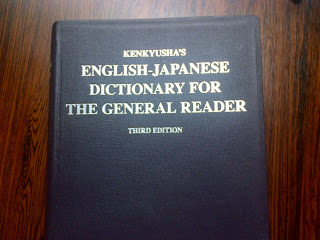 KENKYUSHA'S
ENGLISH-JAPANESE
DICTIONARY FOR
THE GENERAL READER
THIRD EDITION